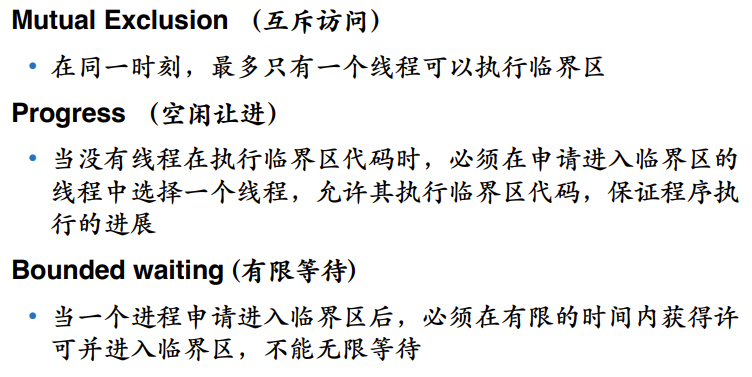 Mutual Exclusion （互斥访问）
• 在同一时刻，最多只有一个线程可以执行临界区
Progress （空闲让进）
• 当没有线程在执行临界区代码时，必须在申请进入临界区的
线程中选择一个线程，允许其执行临界区代码，保证程序执
行的进展
Bounded waiting (有限等待)
• 当一个进程申请进入临界区后，必须在有限的时间内获得许
可并进入临界区，不能无限等待